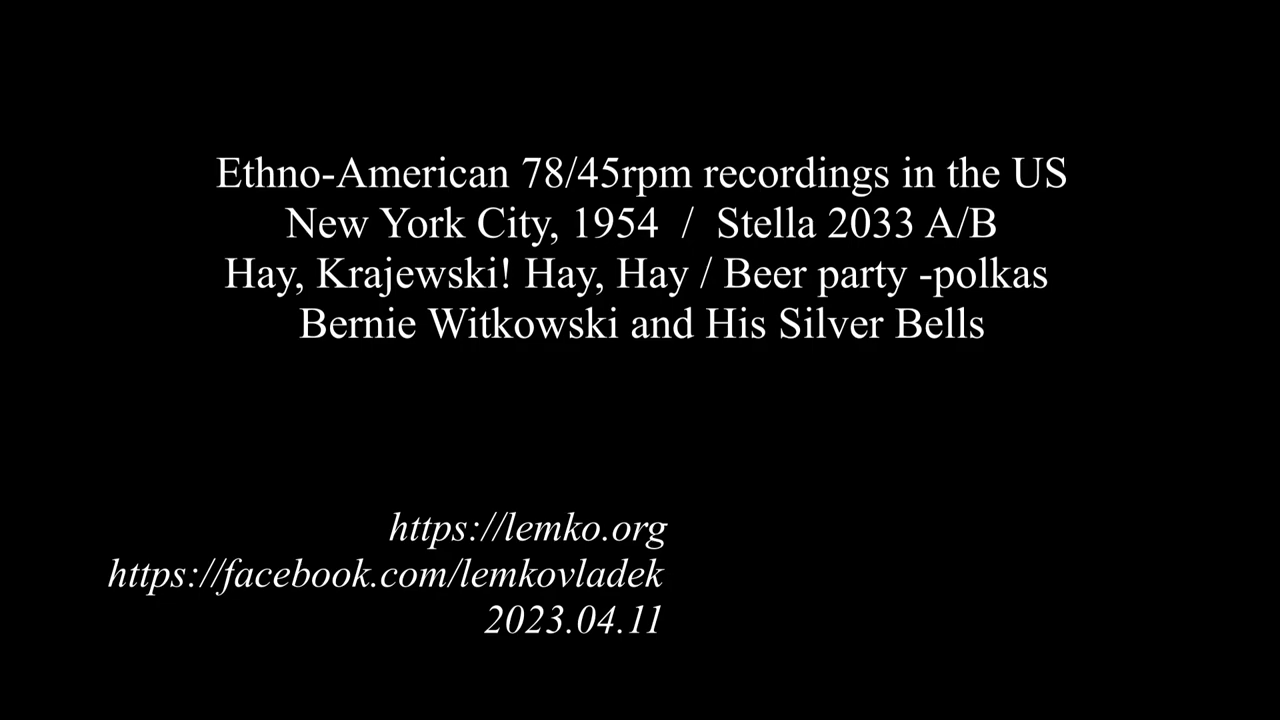 Ethno-American 78/45rpm recordings in the US
New York City, 1954 / Stella 2033 A/B
Hay, Krajewski! Hay, Hay / Beer party -polkas
Bernie Witkowski and His Silver Bells
https://lemko.org
https://facebook.com/lemkovladek
2023.04.11